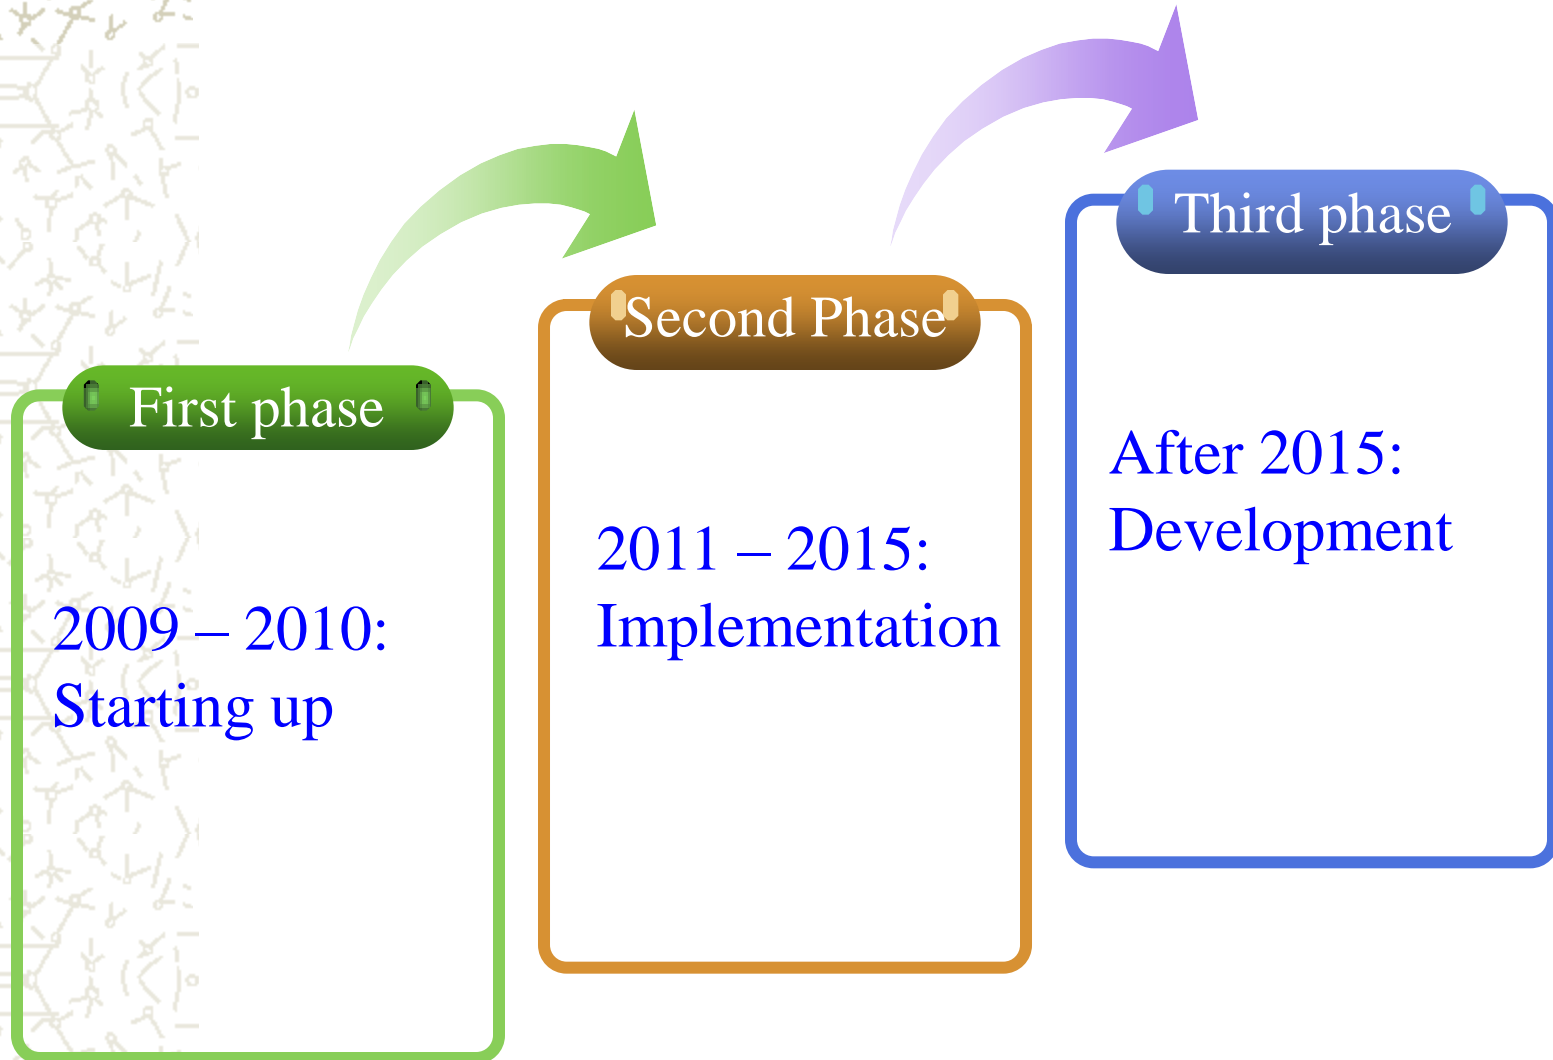 First phase
2009 – 2010:
Starting up
Second Phase
2011 – 2015:
Implementation
Third phase
After 2015:
Development